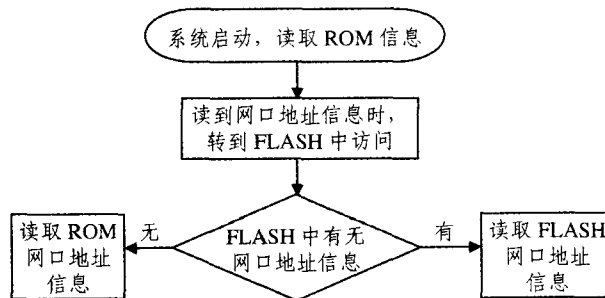 系统启动，读取 ROM 信息
读到网口地址信息时，
转到 FLASH 中访问
无
有
读取 ROM
网口地址
信息
FLASH 中有无
网口地址信息
读取 FLASH
网口地址
信息